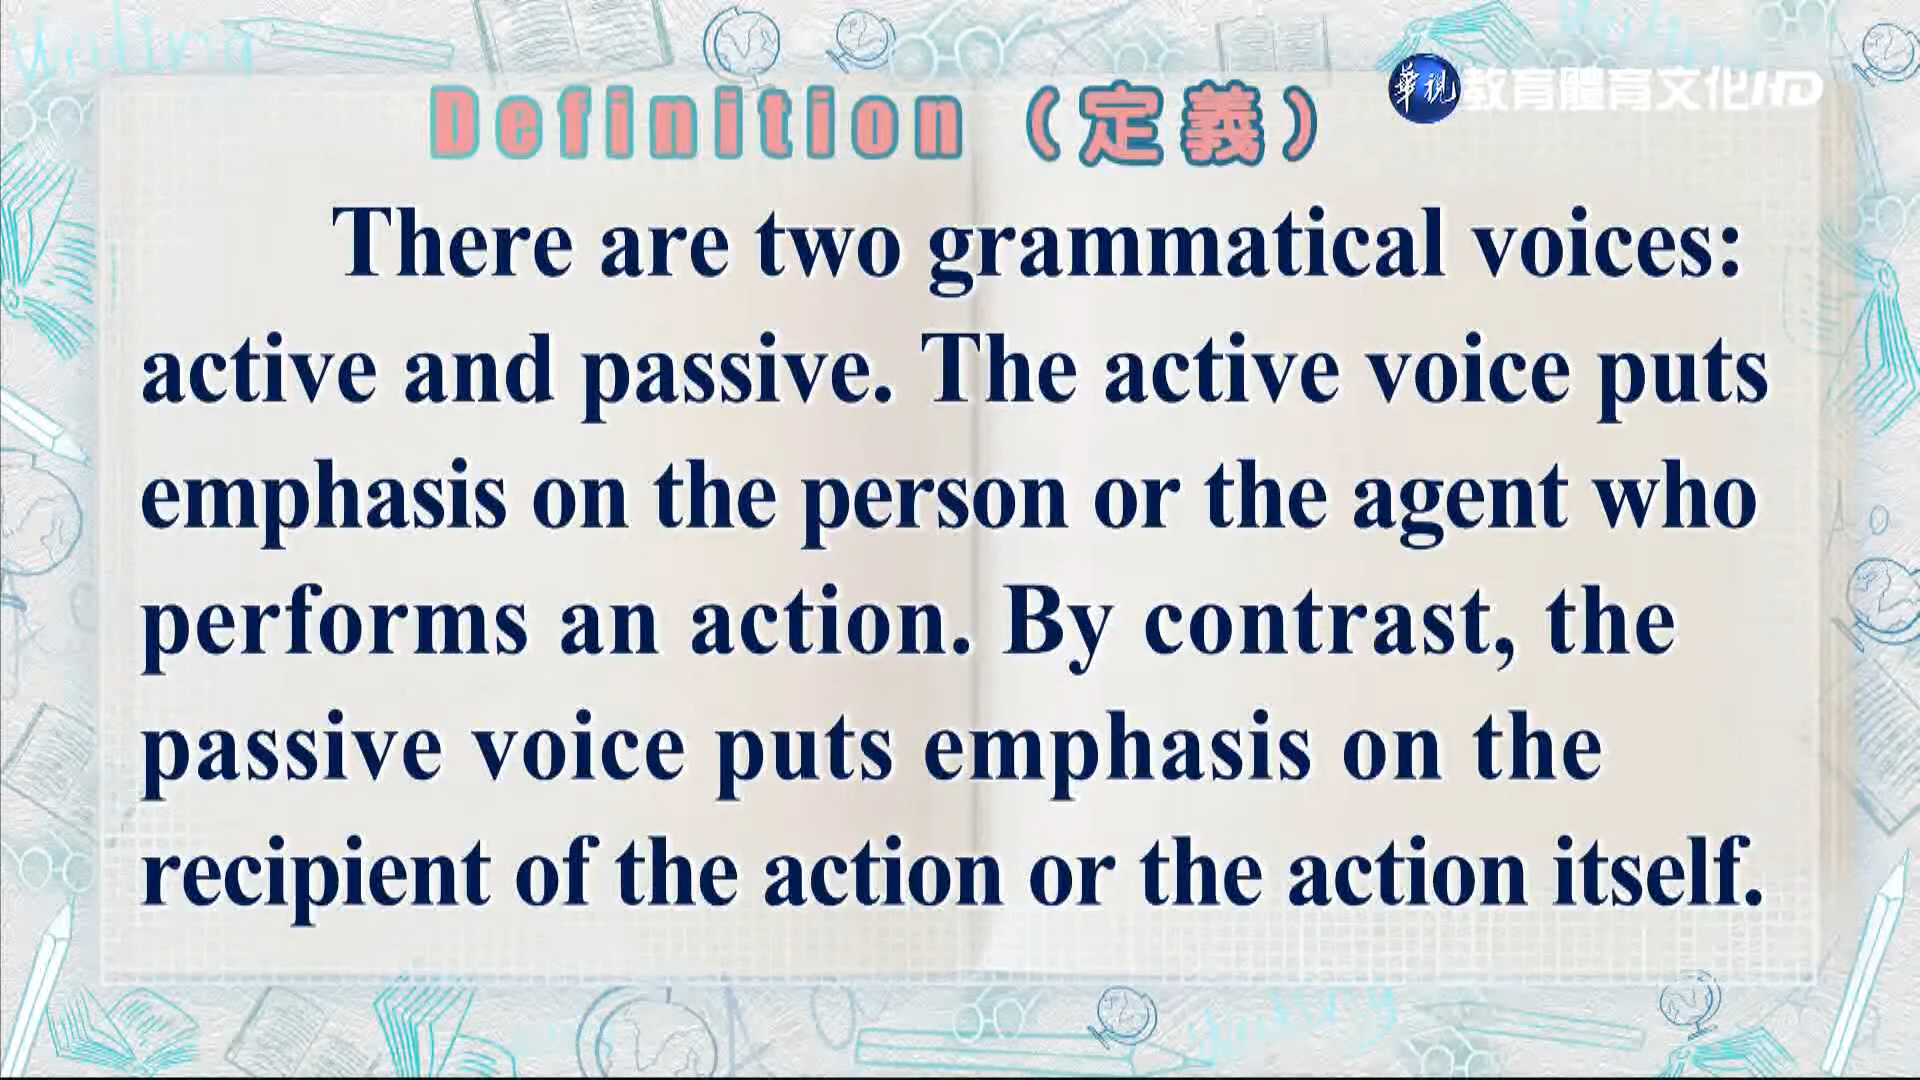 華視 教育體育文化HD
Definition（定義）
There are two grammatical voices:
active and passive. The active voice puts
emphasis on the person or the agent who
performs an action. By contrast, the
passive voice puts emphasis on the
recipient of the action or the action itself.